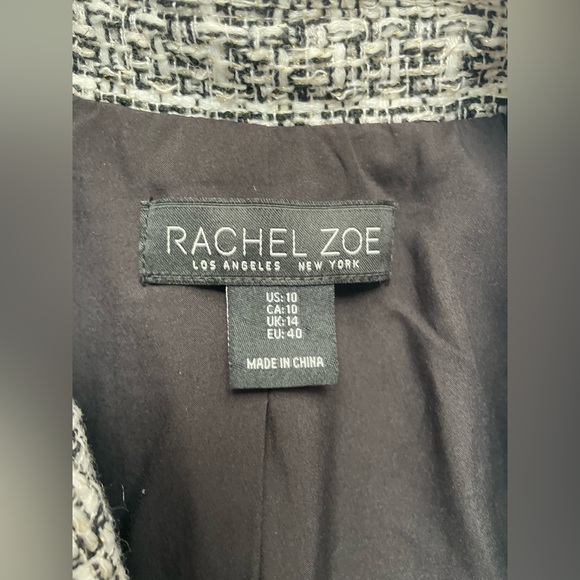 RACHEL ZOE
LOS ANGELES NEW YORK
US:10
CA:10
UK:14
EU:40
MADE IN CHINA